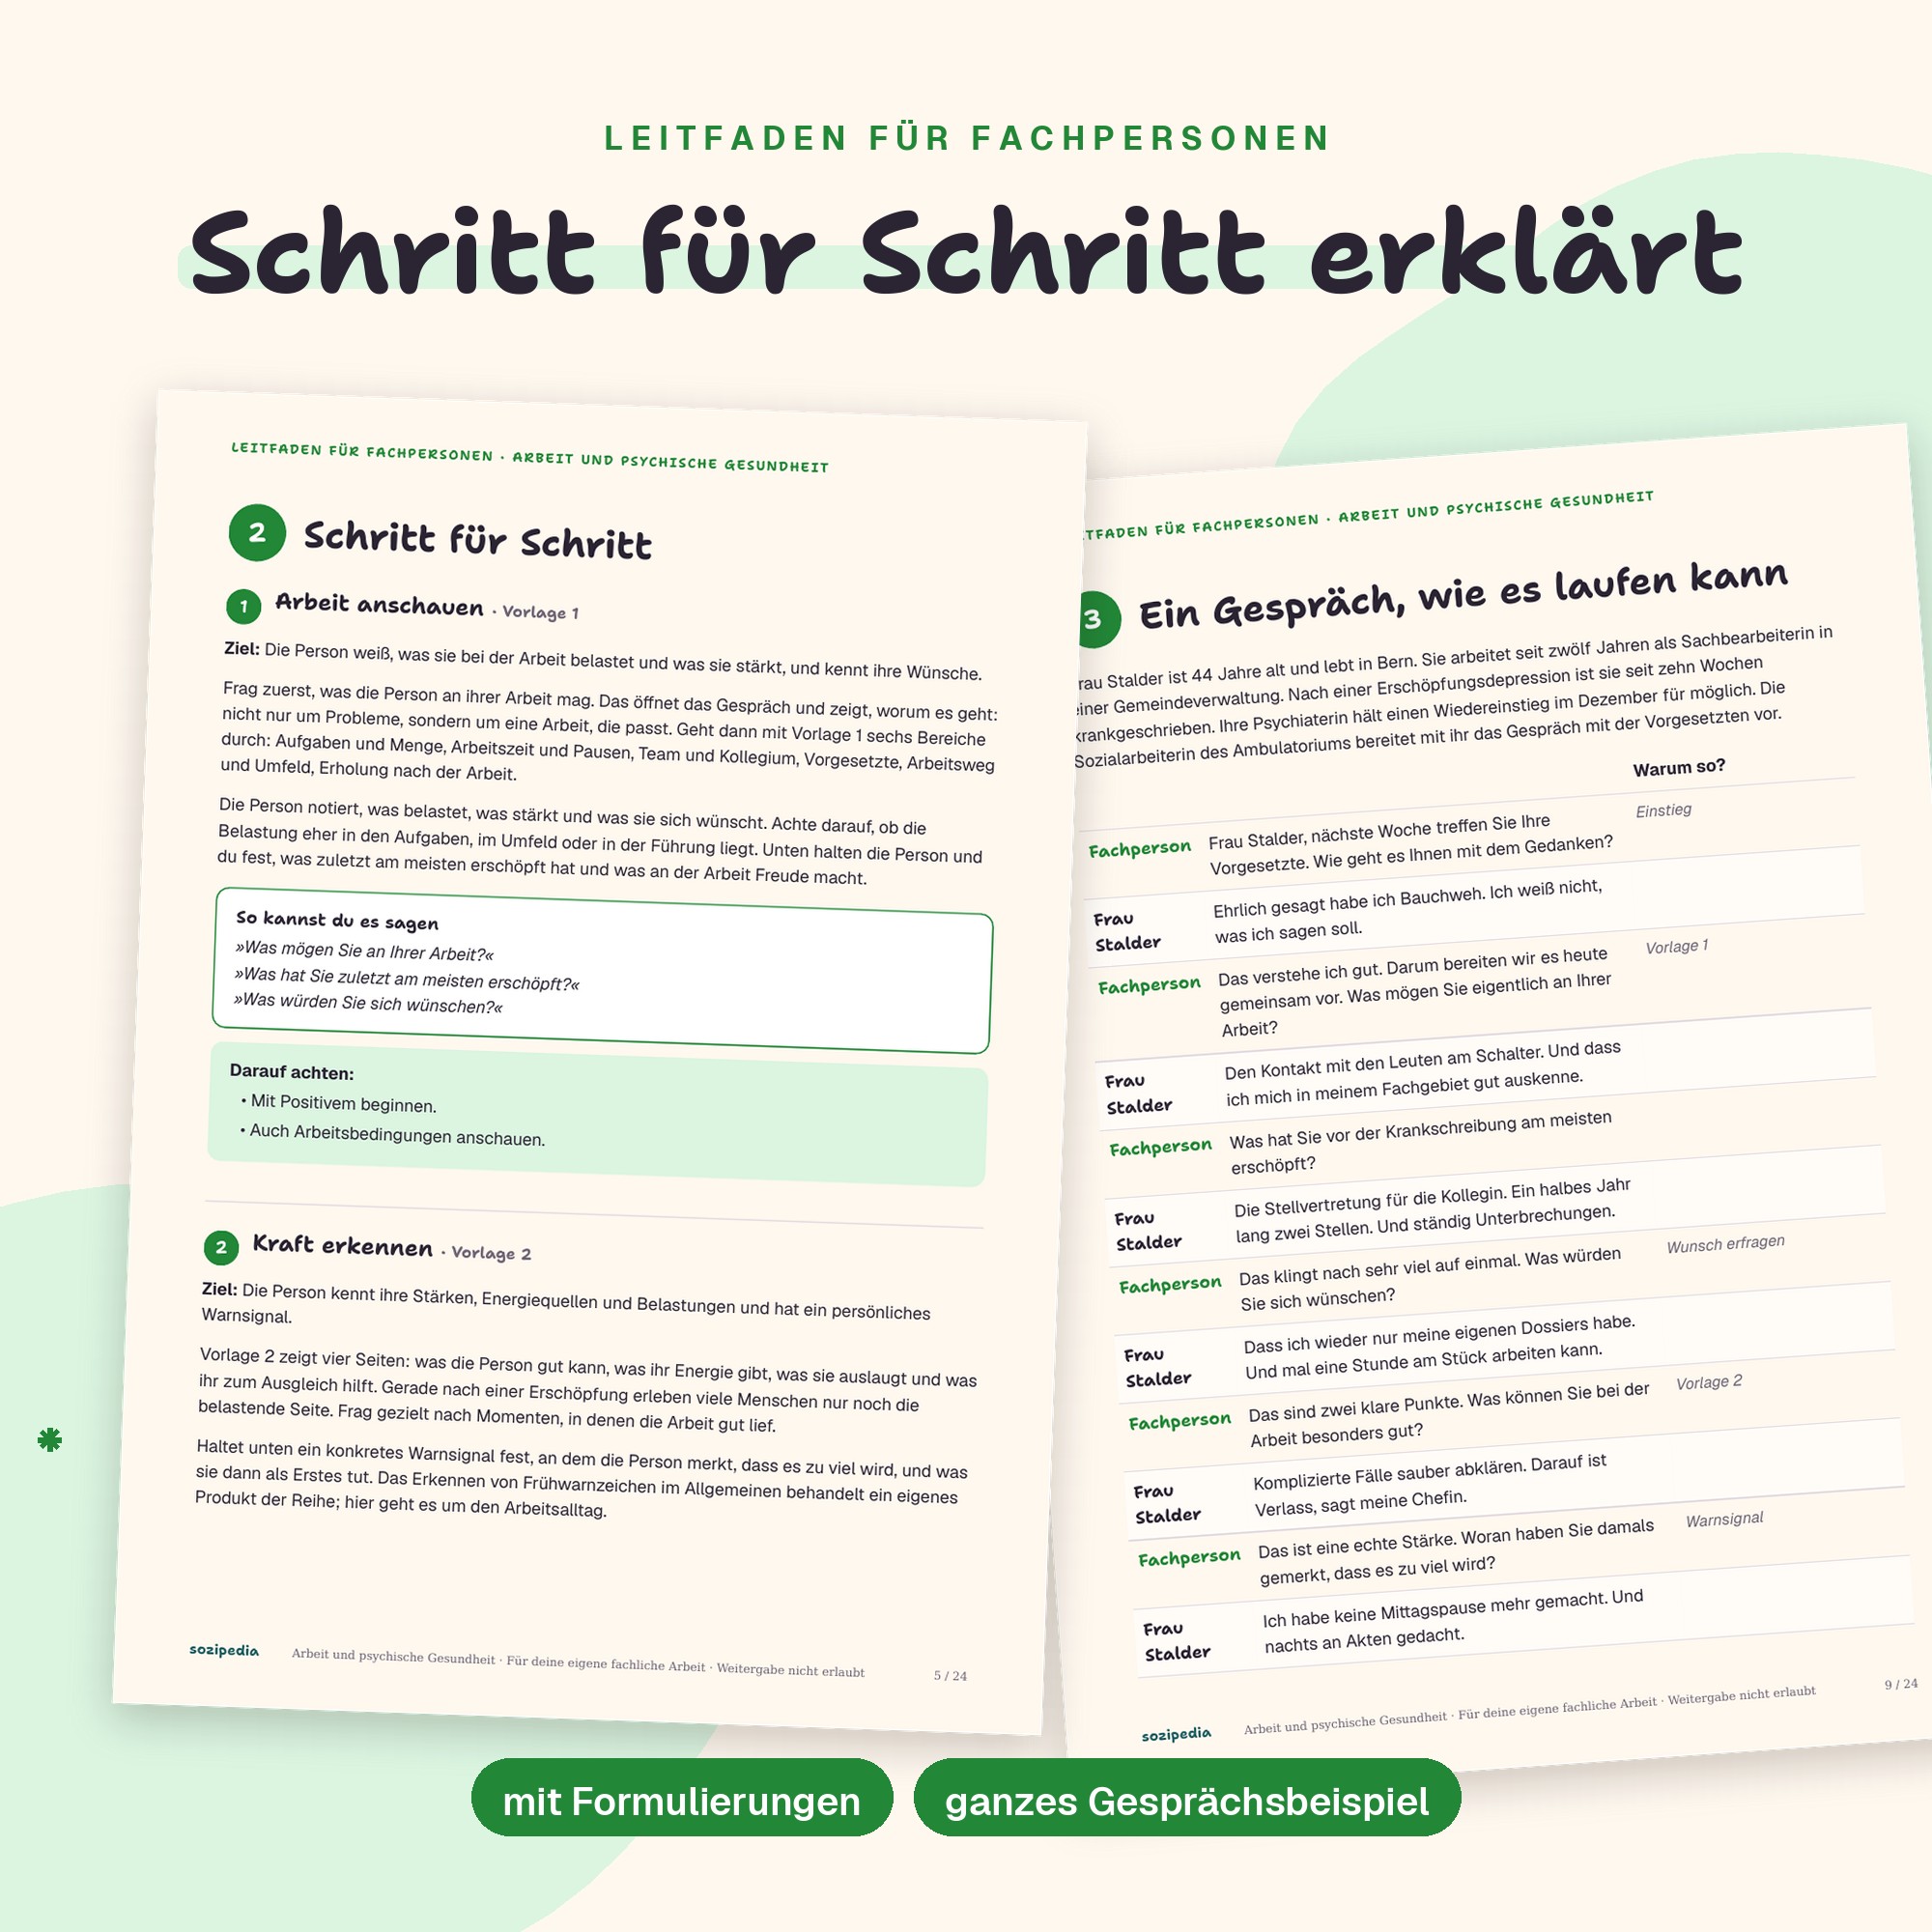 LEITFADEN FÜR FACHPERSONEN
Schritt für Schritt erklärt
LEITFADEN FÜR FACHPERSONEN · ARBEIT UND PSYCHISCHE GESUNDHEIT
2 Schritt für Schritt
1 Arbeit anschauen · Vorlage 1
Ziel: Die Person weiß, was sie bei der Arbeit belastet und was sie stärkt, und kennt ihre Wünsche.
Frag zuerst, was die Person an ihrer Arbeit mag. Das öffnet das Gespräch und zeigt, worum es geht:
nicht nur um Probleme, sondern um eine Arbeit, die passt. Geht dann mit Vorlage 1 sechs Bereiche
durch: Aufgaben und Menge, Arbeitszeit und Pausen, Team und Kollegium, Vorgesetzte, Arbeitsweg
und Umfeld, Erholung nach der Arbeit.
Die Person notiert, was belastet, was stärkt und was sie sich wünscht. Achte darauf, ob die
Belastung eher in den Aufgaben, im Umfeld oder in der Führung liegt. Unten halten die Person und
du fest, was zuletzt am meisten erschöpft hat und was an der Arbeit Freude macht.
So kannst du es sagen
»Was mögen Sie an Ihrer Arbeit?«
»Was hat Sie zuletzt am meisten erschöpft?«
»Was würden Sie sich wünschen?«
Darauf achten:
• Mit Positivem beginnen.
• Auch Arbeitsbedingungen anschauen.
2 Kraft erkennen · Vorlage 2
Ziel: Die Person kennt ihre Stärken, Energiequellen und Belastungen und hat ein persönliches
Warnsignal.
Vorlage 2 zeigt vier Seiten: was die Person gut kann, was ihr Energie gibt, was sie auslaugt und was
ihr zum Ausgleich hilft. Gerade nach einer Erschöpfung erleben viele Menschen nur noch die
belastende Seite. Frag gezielt nach Momenten, in denen die Arbeit gut lief.
Haltet unten ein konkretes Warnsignal fest, an dem die Person merkt, dass es zu viel wird, und was
sie dann als Erstes tut. Das Erkennen von Frühwarnzeichen im Allgemeinen behandelt ein eigenes
Produkt der Reihe; hier geht es um den Arbeitsalltag.
sozipedia Arbeit und psychische Gesundheit · Für deine eigene fachliche Arbeit · Weitergabe nicht erlaubt 5 / 24
FÜR FACHPERSONEN · ARBEIT UND PSYCHISCHE GESUNDHEIT
3 Ein Gespräch, wie es laufen kann
Stalder ist 44 Jahre alt und lebt in Bern. Sie arbeitet seit zwölf Jahren als Sachbearbeiterin in
einer Gemeindeverwaltung. Nach einer Erschöpfungsdepression ist sie seit zehn Wochen
krankgeschrieben. Ihre Psychiaterin hält einen Wiedereinstieg im Dezember für möglich. Die
Sozialarbeiterin des Ambulatoriums bereitet mit ihr das Gespräch mit der Vorgesetzten vor.
Warum so?
Fachperson Frau Stalder, nächste Woche treffen Sie Ihre Einstieg
Vorgesetzte. Wie geht es Ihnen mit dem Gedanken?
Frau Ehrlich gesagt habe ich Bauchweh. Ich weiß nicht,
Stalder was ich sagen soll.
Fachperson Das verstehe ich gut. Darum bereiten wir es heute Vorlage 1
gemeinsam vor. Was mögen Sie eigentlich an Ihrer
Arbeit?
Frau Den Kontakt mit den Leuten am Schalter. Und dass
Stalder ich mich in meinem Fachgebiet gut auskenne.
Fachperson Was hat Sie vor der Krankschreibung am meisten
erschöpft?
Frau Die Stellvertretung für die Kollegin. Ein halbes Jahr
Stalder lang zwei Stellen. Und ständig Unterbrechungen.
Fachperson Das klingt nach sehr viel auf einmal. Was würden Wunsch erfragen
Sie sich wünschen?
Frau Dass ich wieder nur meine eigenen Dossiers habe.
Stalder Und mal eine Stunde am Stück arbeiten kann.
Fachperson Das sind zwei klare Punkte. Was können Sie bei der Vorlage 2
Arbeit besonders gut?
Frau Komplizierte Fälle sauber abklären. Darauf ist
Stalder Verlass, sagt meine Chefin.
Fachperson Das ist eine echte Stärke. Woran haben Sie damals Warnsignal
gemerkt, dass es zu viel wird?
Frau Ich habe keine Mittagspause mehr gemacht. Und
Stalder nachts an Akten gedacht.
sozipedia Arbeit und psychische Gesundheit · Für deine eigene fachliche Arbeit · Weitergabe nicht erlaubt 9 / 24
mit Formulierungen
ganzes Gesprächsbeispiel